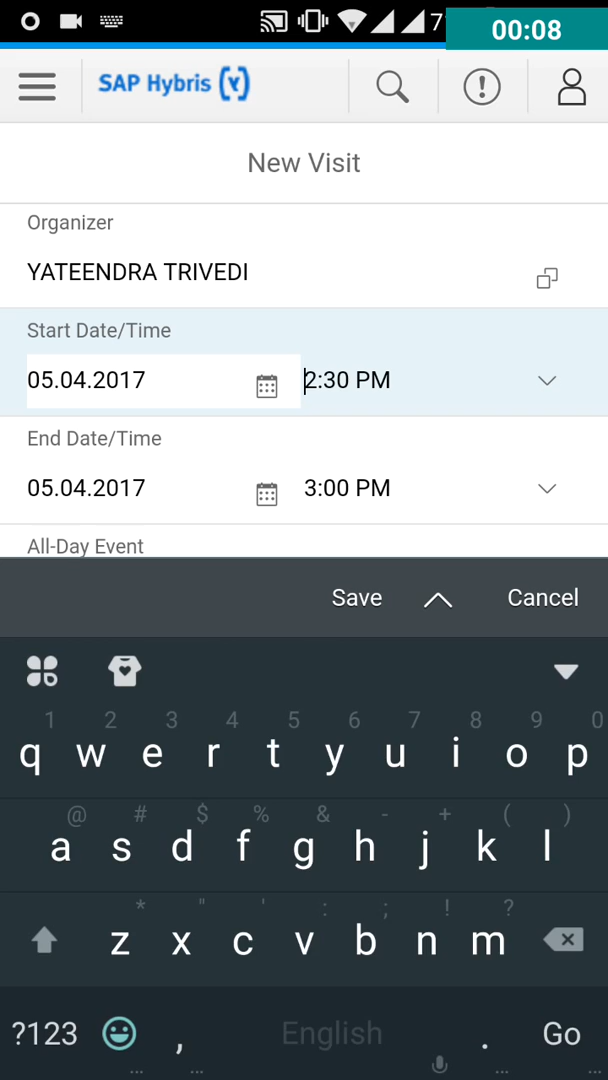 7
00:08
SAP Hybris (Y)
New Visit
Organizer
YATEENDRA TRIVEDI
Start Date/Time
05.04.2017 2:30 PM
End Date/Time
05.04.2017 3:00 PM
All-Day Event
Save Cancel
1 2 3 4 5 6 7 8 9 0
q w e r t y u i o p
@ # $ % & - + ( )
a s d f g h j k l
* " ' : ; ! ?
z x c v b n m
?123 , English . Go